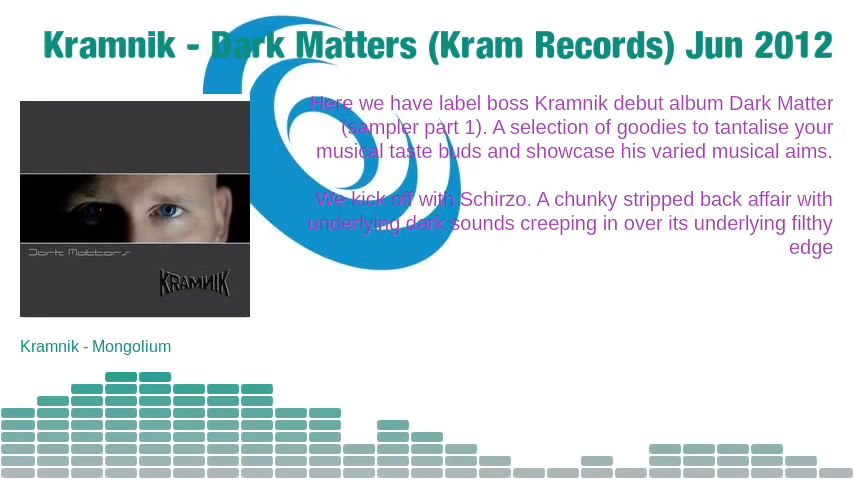 Kramnik - Dark Matters (Kram Records) Jun 2012
Here we have label boss Kramnik debut album Dark Matter
(sampler part 1). A selection of goodies to tantalise your
musical taste buds and showcase his varied musical aims.
We kick off with Schirzo. A chunky stripped back affair with
underlying dark sounds creeping in over its underlying filthy
edge
Dark Matters
KRAMNIK
Kramnik - Mongolium